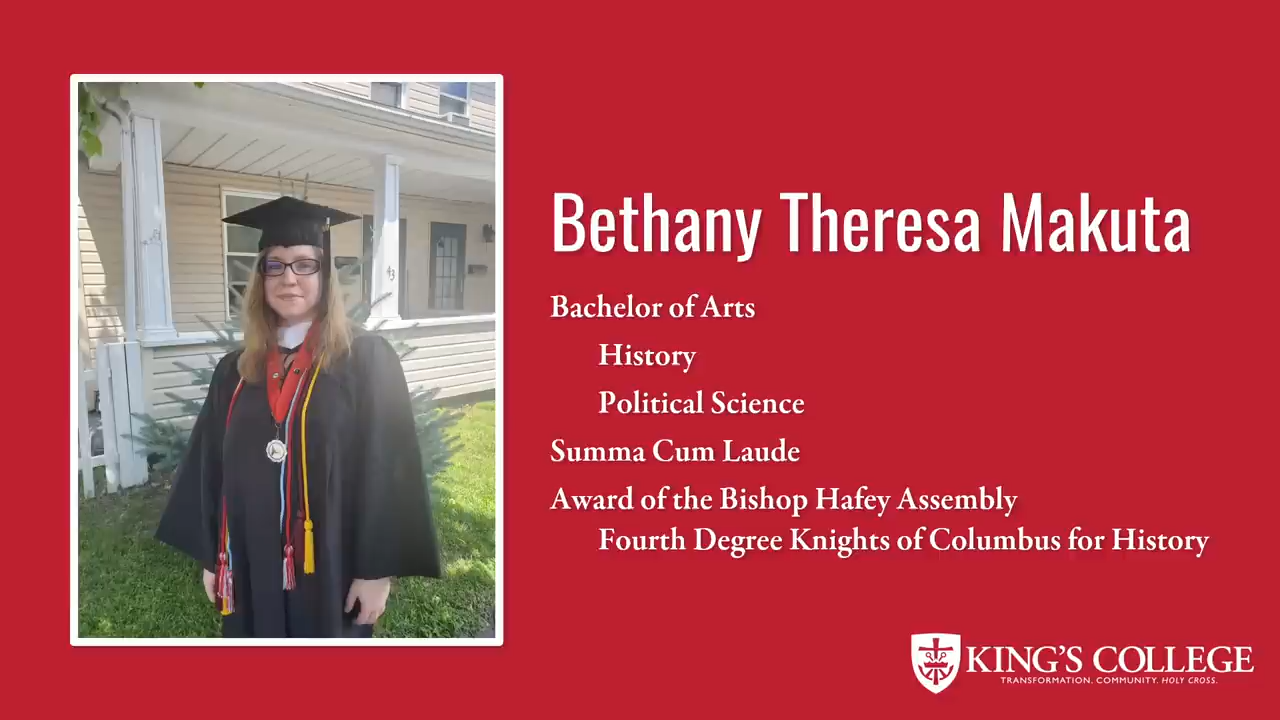 Bethany Theresa Makuta
Bachelor of Arts
History
Political Science
Summa Cum Laude
Award of the Bishop Hafey Assembly
Fourth Degree Knights of Columbus for History
43
KING'S COLLEGE
TRANSFORMATION. COMMUNITY. HOLY CROSS.